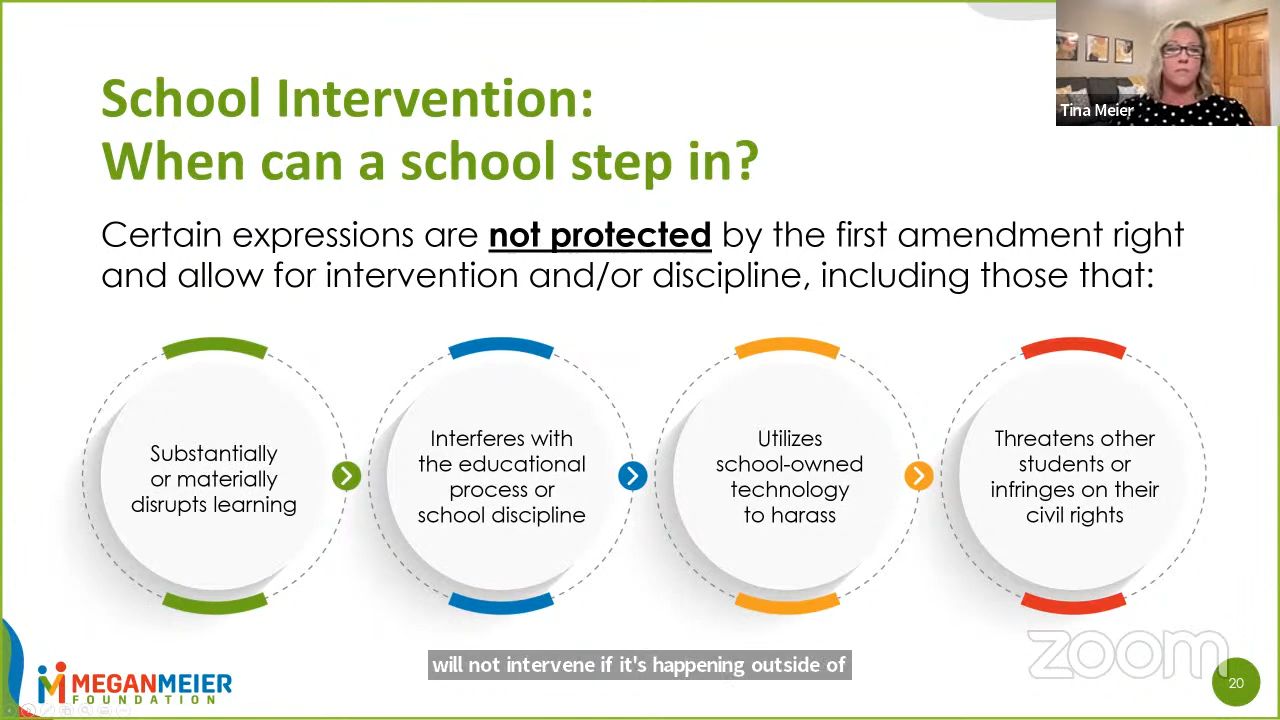 School Intervention:
When can a school step in?
Tina Meier
Certain expressions are not protected by the first amendment right
and allow for intervention and/or discipline, including those that:
Substantially
or materially
disrupts learning
Interferes with
the educational
process or
school discipline
Utilizes
school-owned
technology
to harass
Threatens other
students or
infringes on their
civil rights
will not intervene if it's happening outside of
zoom
MEGANMEIER
FOUNDATION
20